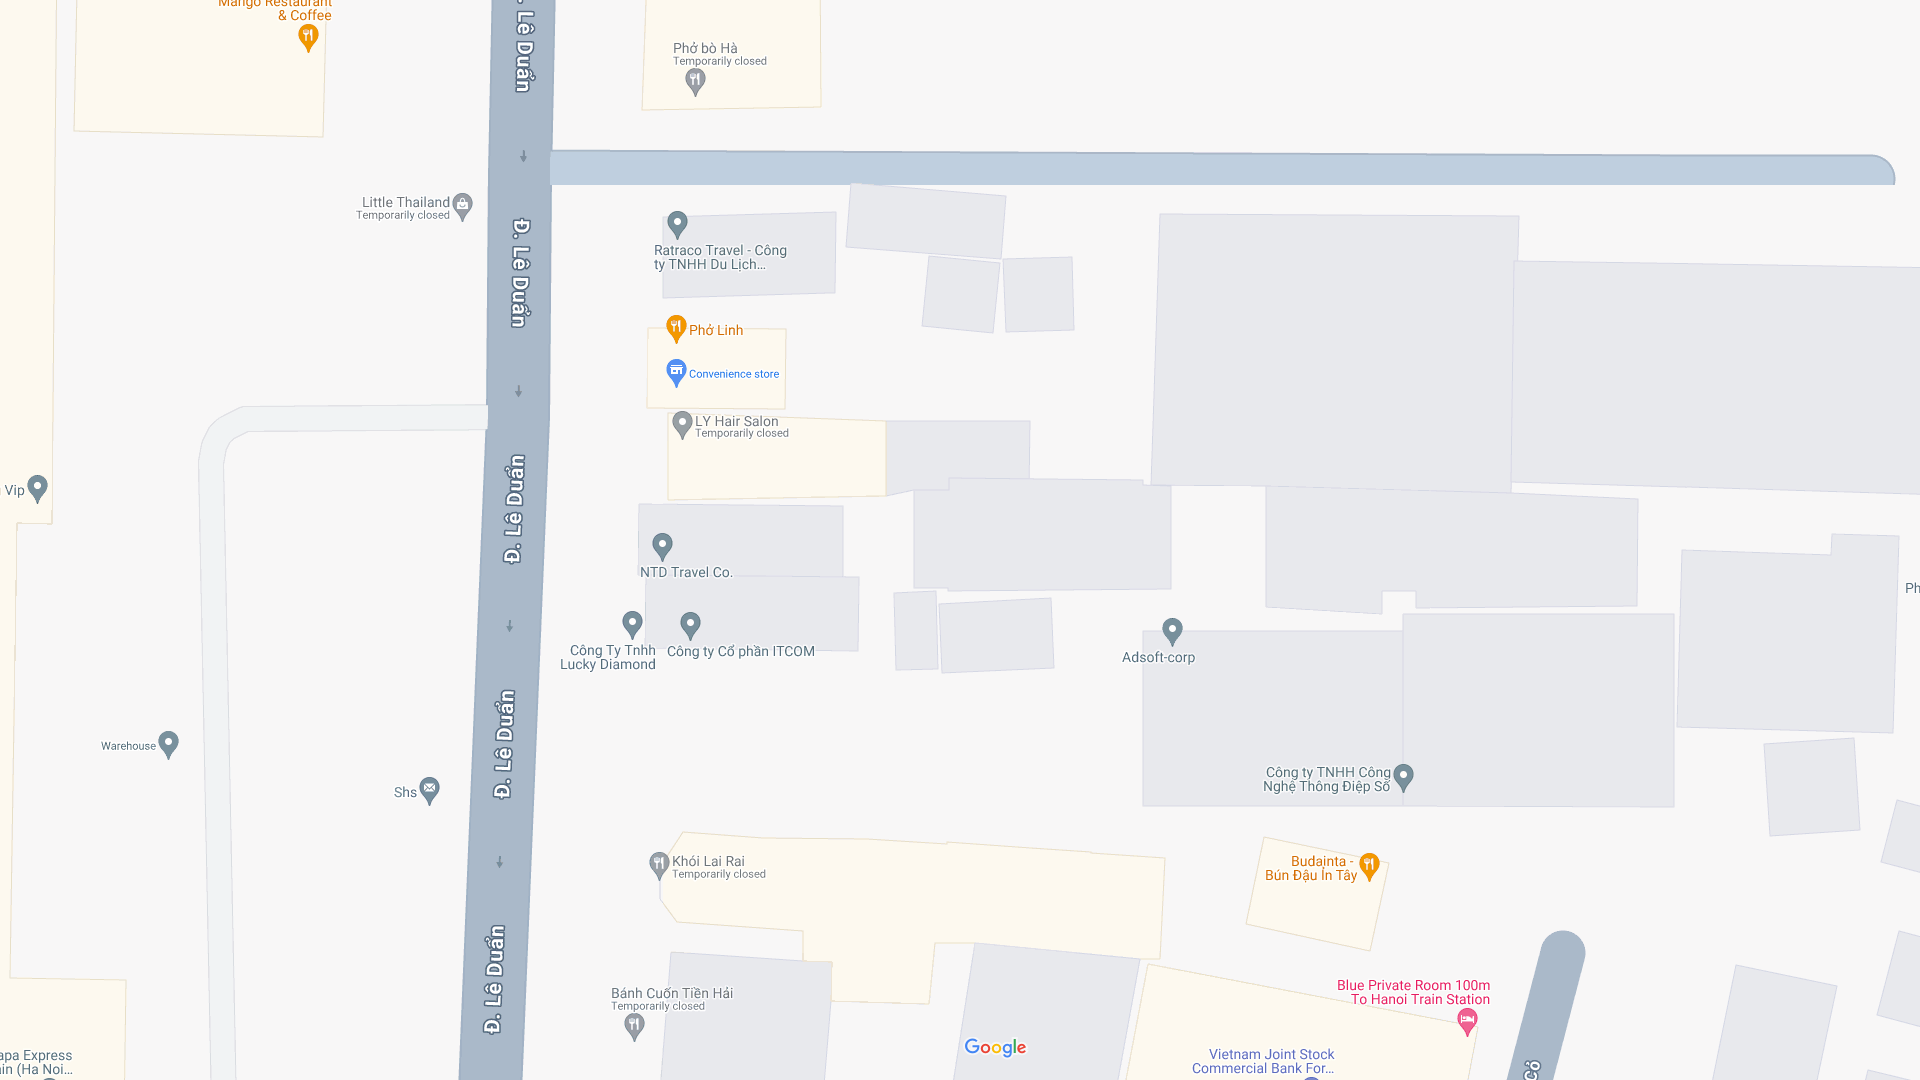 Mango Restaurant
& Coffee
Đ. Lê Duẩn
Phở bò Hà
Temporarily closed
Little Thailand
Temporarily closed
Đ. Lê Duẩn
Ratraco Travel - Công
ty TNHH Du Lịch...
Phở Linh
Convenience store
LY Hair Salon
Temporarily closed
Vip
Đ. Lê Duẩn
NTD Travel Co.
Ph
Công Ty Tnhh
Lucky Diamond
Công ty Cổ phần ITCOM
Adsoft-corp
Warehouse
Đ. Lê Duẩn
Shs
Công ty TNHH Công
Nghệ Thông Điệp Số
Khói Lai Rai
Temporarily closed
Budainta -
Bún Đậu Ỉn Tây
Đ. Lê Duẩn
Bánh Cuốn Tiền Hải
Temporarily closed
Blue Private Room 100m
To Hanoi Train Station
Google
apa Express
in (Ha Noi...
Vietnam Joint Stock
Commercial Bank For...